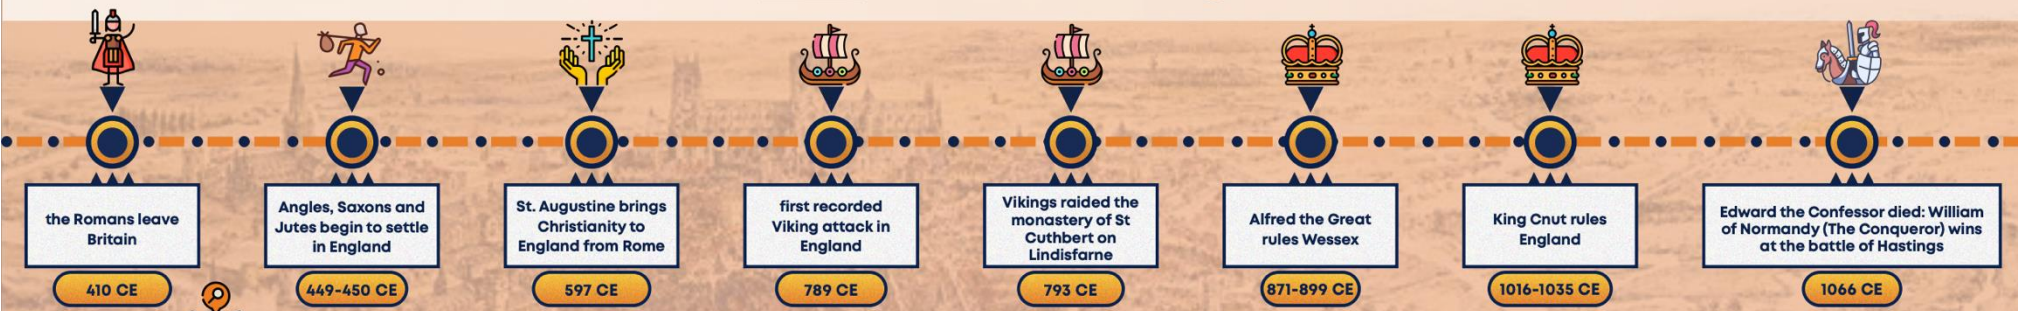 the Romans leave
Britain
410 CE
Angles, Saxons and
Jutes begin to settle
in England
449-450 CE
St. Augustine brings
Christianity to
England from Rome
597 CE
first recorded
Viking attack in
England
789 CE
Vikings raided the
monastery of St
Cuthbert on
Lindisfarne
793 CE
Alfred the Great
rules Wessex
871-899 CE
King Cnut rules
England
1016-1035 CE
Edward the Confessor died: William
of Normandy (The Conqueror) wins
at the battle of Hastings
1066 CE